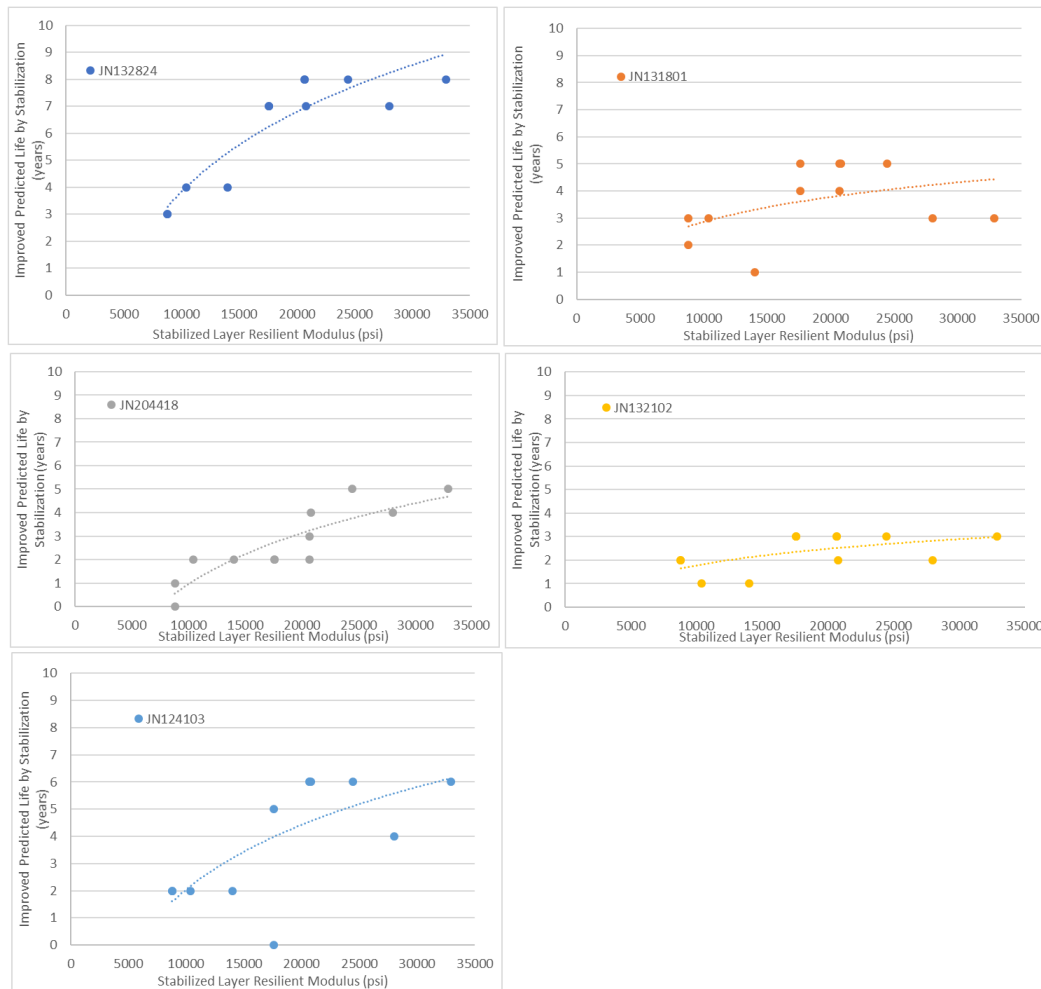 Improved Predicted Life by Stabilization
(years)
10
9
8
7
6
5
4
3
2
1
0
JN132824
0 5000 10000 15000 20000 25000 30000 35000
Stabilized Layer Resilient Modulus (psi)
Improved Predicted Life by Stabilization
(years)
10
9
8
7
6
5
4
3
2
1
0
JN131801
0 5000 10000 15000 20000 25000 30000 35000
Stabilized Layer Resilient Modulus (psi)
Improved Predicted Life by
Stabilization (years)
10
9
8
7
6
5
4
3
2
1
0
JN204418
0 5000 10000 15000 20000 25000 30000 35000
Stabilized Layer Resilient Modulus (psi)
Improved Predicted Life by
Stabilization (years)
10
9
8
7
6
5
4
3
2
1
0
JN132102
0 5000 10000 15000 20000 25000 30000 35000
Stabilized Layer Resilient Modulus (psi)
Improved Predicted Life by Stabilization
(years)
10
9
8
7
6
5
4
3
2
1
0
JN124103
0 5000 10000 15000 20000 25000 30000 35000
Stabilized Layer Resilient Modulus (psi)